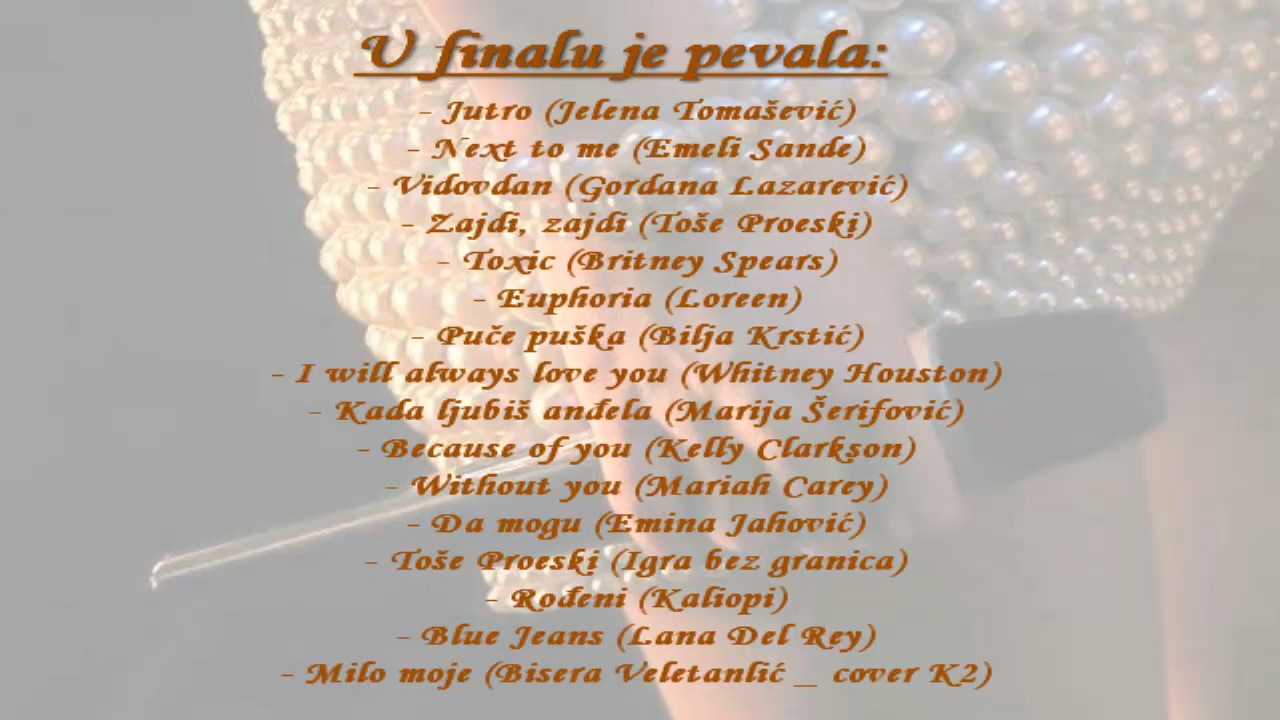 U finalu je pevala:
- Jutro (Jelena Tomašević)
- Next to me (Emeli Sande)
- Vidovdan (Gordana Lazarević)
- Zajdi, zajdi (Toše Proeski)
- Toxic (Britney Spears)
- Euphoria (Loreen)
- Puče puška (Bilja Krstić)
- I will always love you (Whitney Houston)
- Kada ljubiš anđela (Marija Šerifović)
- Because of you (Kelly Clarkson)
- Without you (Mariah Carey)
- Da mogu (Emina Jahović)
- Toše Proeski (Igra bez granica)
- Rođeni (Kaliopi)
- Blue Jeans (Lana Del Rey)
- Milo moje (Bisera Veletanlić _ cover K2)